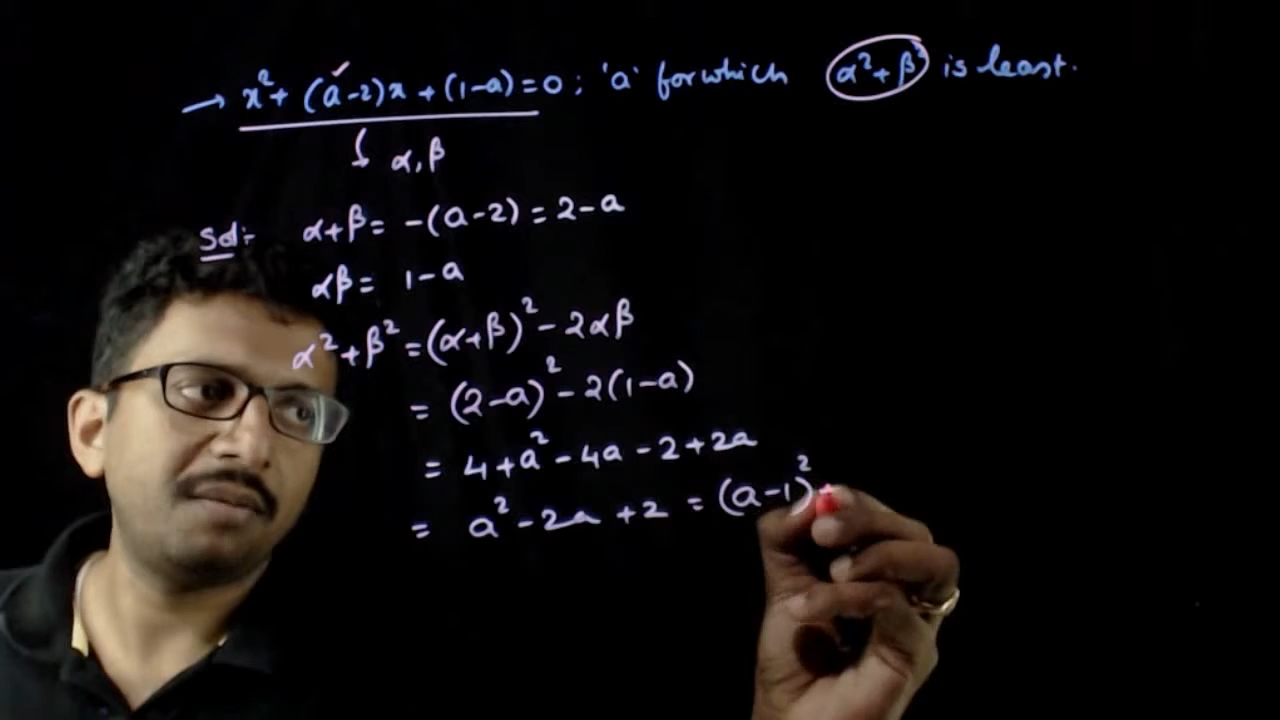 → x² + (a-2)x + (1-a) = 0 ; 'a' for which α² + β² is least.
α, β
Sol:- α+β = -(a-2) = 2-a
αβ = 1-a
α² + β² = (α+β)² - 2αβ
= (2-a)² - 2(1-a)
= 4 + a² - 4a - 2 + 2a
= a² - 2a + 2 = (a-1)²